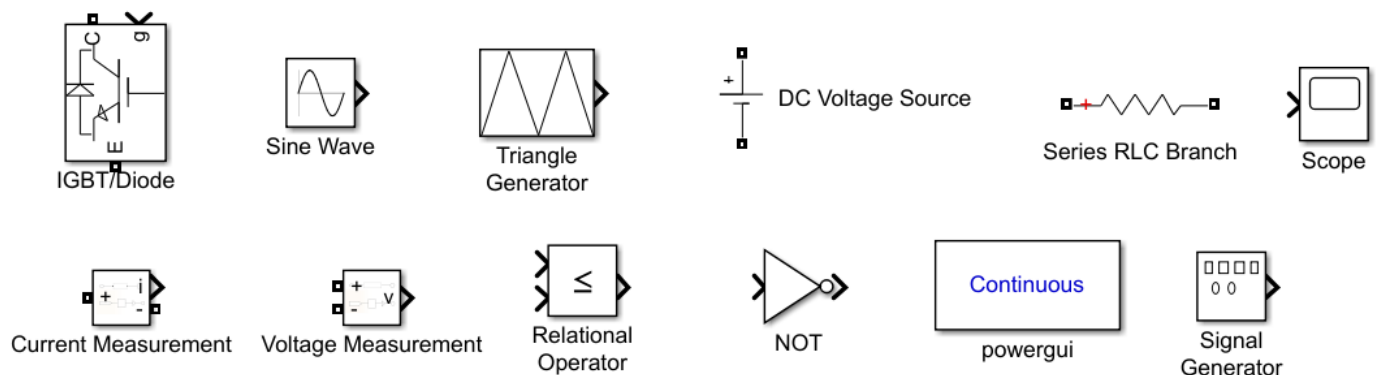 C g
E
IGBT/Diode
Sine Wave
Triangle
Generator
+
DC Voltage Source
+
Series RLC Branch
Scope
+ i
-
Current Measurement
+ v
-
Voltage Measurement
≤
Relational
Operator
NOT
Continuous
powergui
Signal
Generator